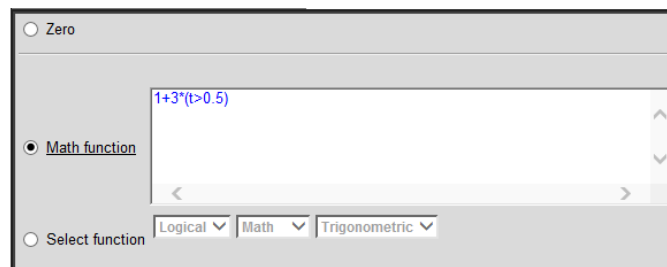 Zero
1+3*(t>0.5)
Math function
Select function Logical Math Trigonometric